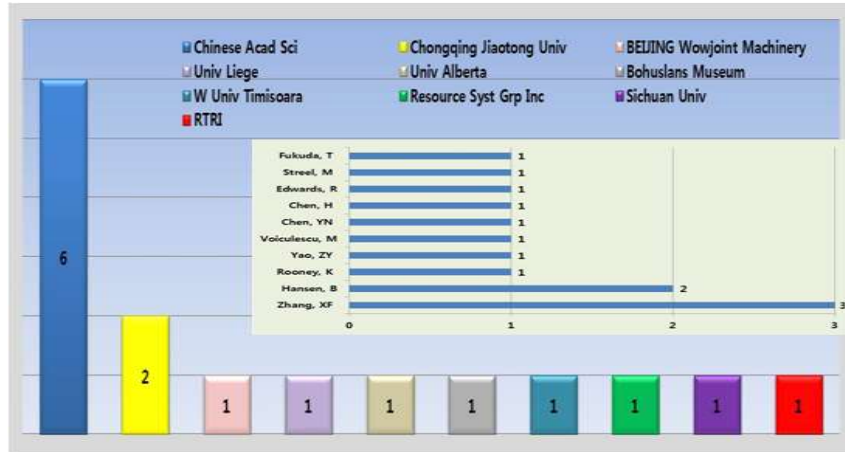 Chinese Acad Sci Chongqing Jiaotong Univ BEIJING Wowjoint Machinery
Univ Liege Univ Alberta Bohuslans Museum
W Univ Timisoara Resource Syst Grp Inc Sichuan Univ
RTRI
Fukuda, T 1
Streel, M 1
Edwards, R 1
Chen, H 1
Chen, YN 1
Voiculescu, M 1
Yao, ZY 1
Rooney, K 1
Hansen, B 2
Zhang, XF 3
0 1 2 3
6 2 1 1 1 1 1 1 1 1